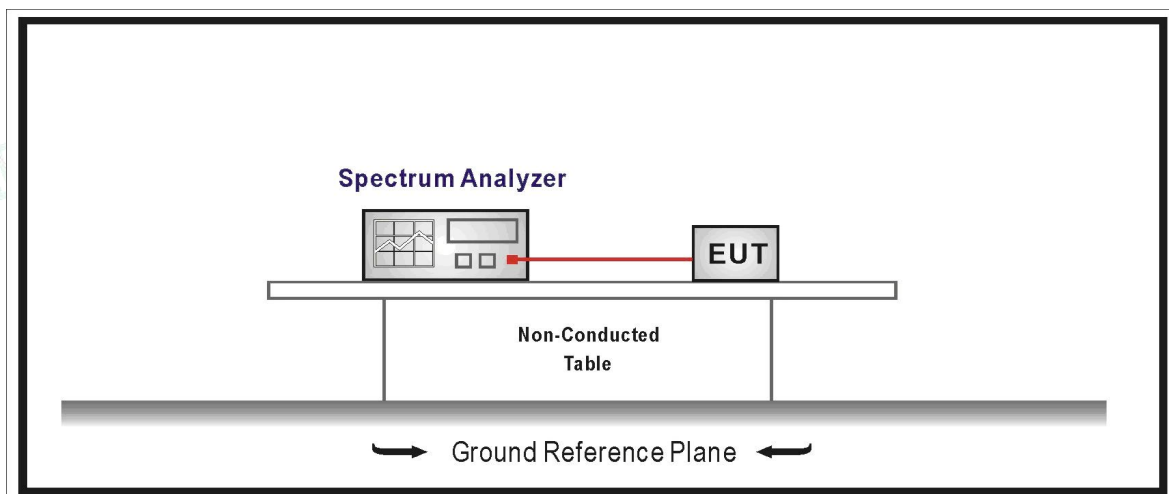 Spectrum Analyzer
EUT
Non-Conducted
Table
Ground Reference Plane